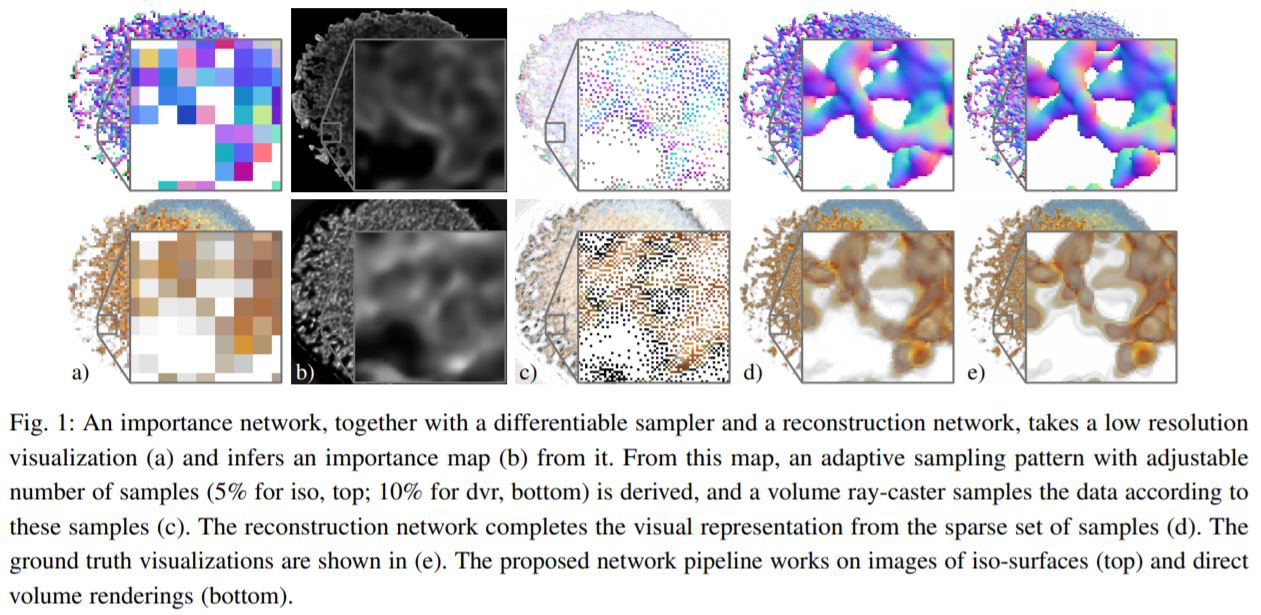 a) b) c) d) e)
Fig. 1: An importance network, together with a differentiable sampler and a reconstruction network, takes a low resolution
visualization (a) and infers an importance map (b) from it. From this map, an adaptive sampling pattern with adjustable
number of samples (5% for iso, top; 10% for dvr, bottom) is derived, and a volume ray-caster samples the data according to
these samples (c). The reconstruction network completes the visual representation from the sparse set of samples (d). The
ground truth visualizations are shown in (e). The proposed network pipeline works on images of iso-surfaces (top) and direct
volume renderings (bottom).